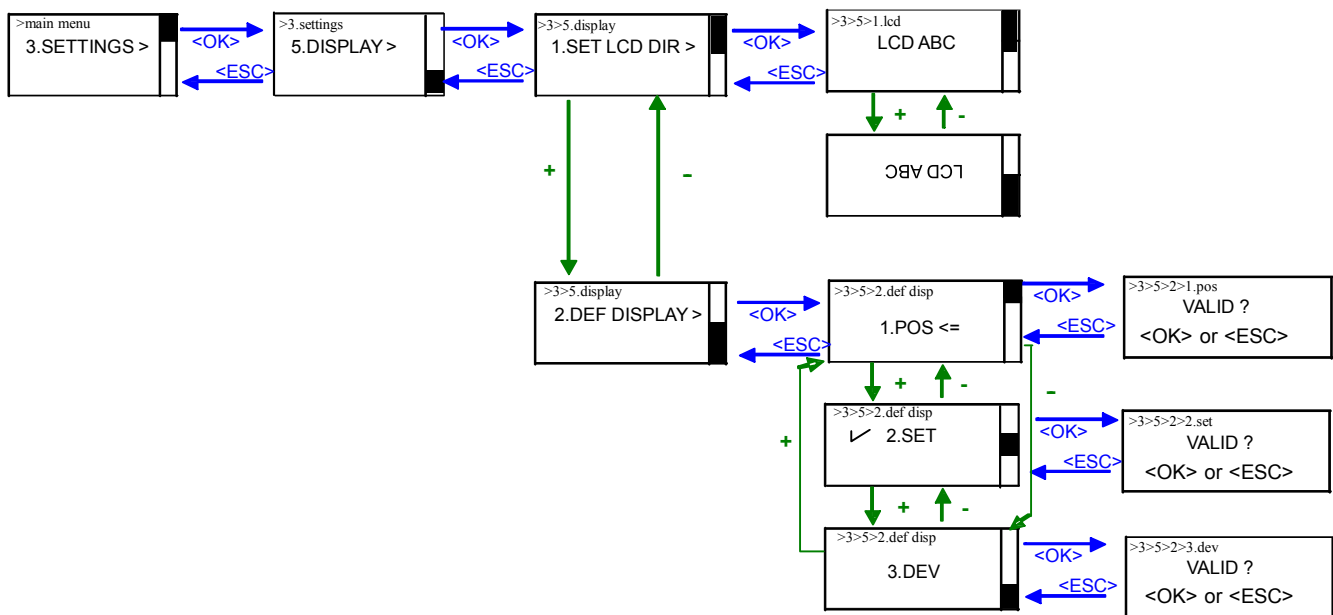 >main menu
3.SETTINGS >
<OK>
<ESC>
>3.settings
5.DISPLAY >
<OK>
<ESC>
>3>5.display
1.SET LCD DIR >
<OK>
<ESC>
>3>5>1.lcd
LCD ABC
+
-
LCD ABC
+
-
>3>5.display
2.DEF DISPLAY >
<OK>
<ESC>
>3>5>2.def disp
1.POS <=
<OK>
<ESC>
>3>5>2>1.pos
VALID ?
<OK> or <ESC>
+
-
-
>3>5>2.def disp
✓ 2.SET
<OK>
<ESC>
>3>5>2>2.set
VALID ?
<OK> or <ESC>
+
+
-
>3>5>2.def disp
3.DEV
<OK>
<ESC>
>3>5>2>3.dev
VALID ?
<OK> or <ESC>